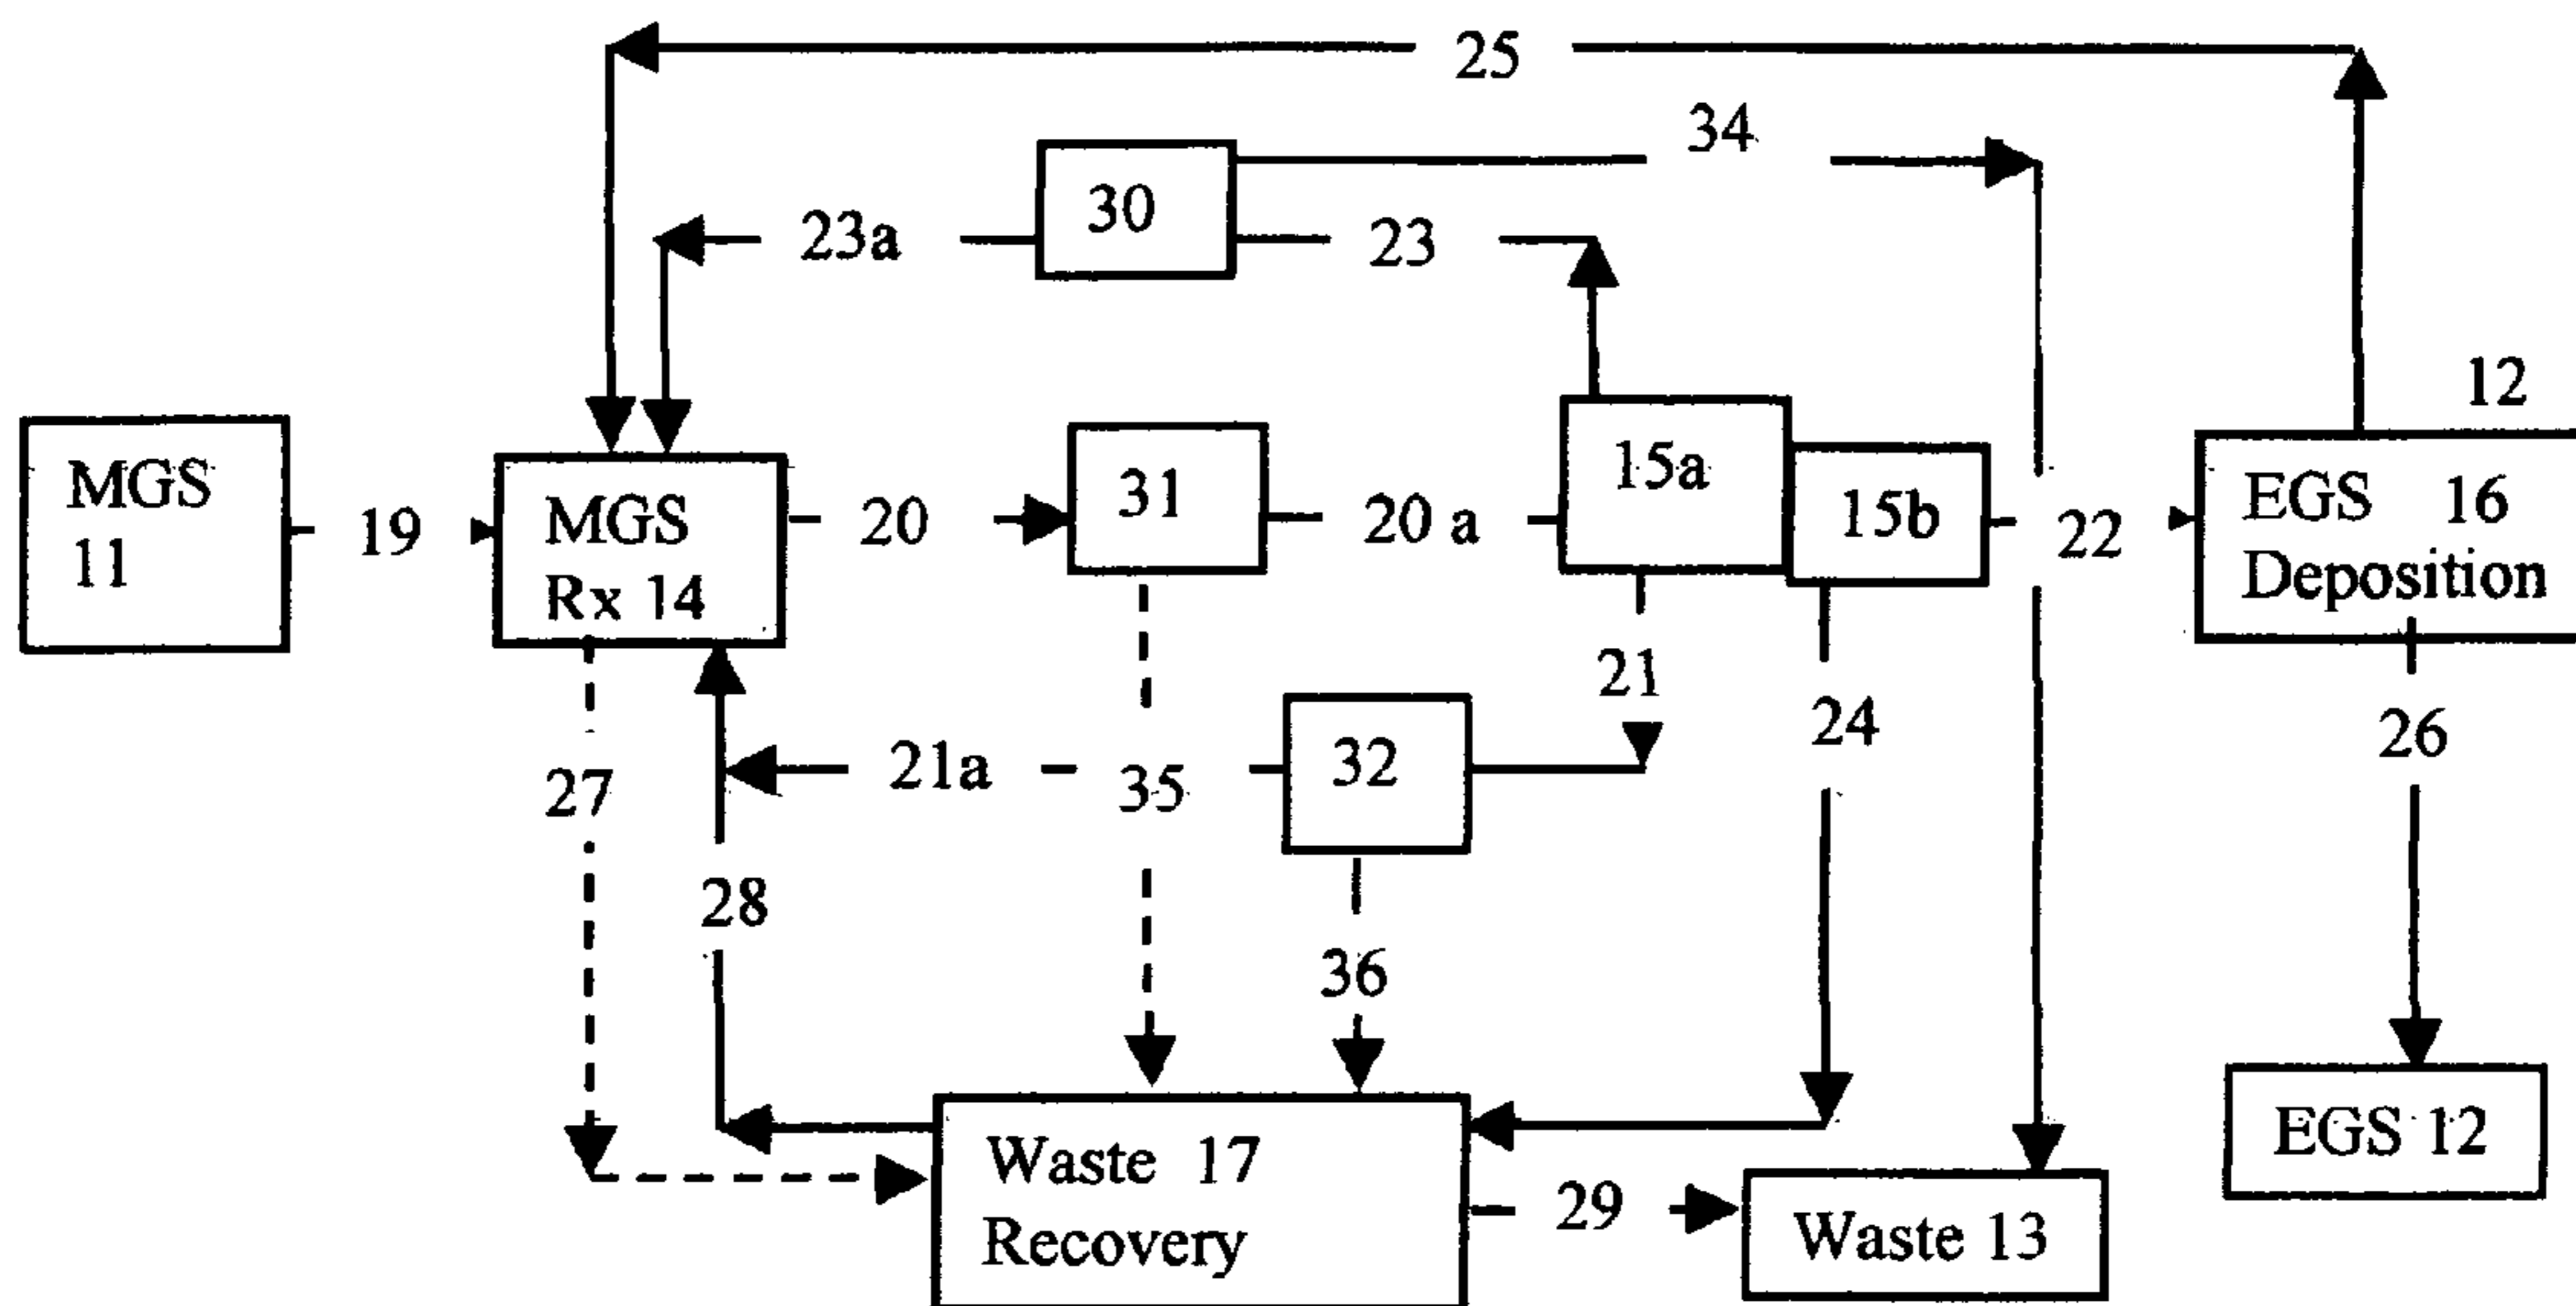 25
34
30
23a
23
12
MGS
11
19
MGS
Rx 14
20
31
20 a
15a
15b
22
EGS 16
Deposition
21
24
26
27
21a
35
32
28
36
EGS 12
Waste 17
Recovery
29
Waste 13